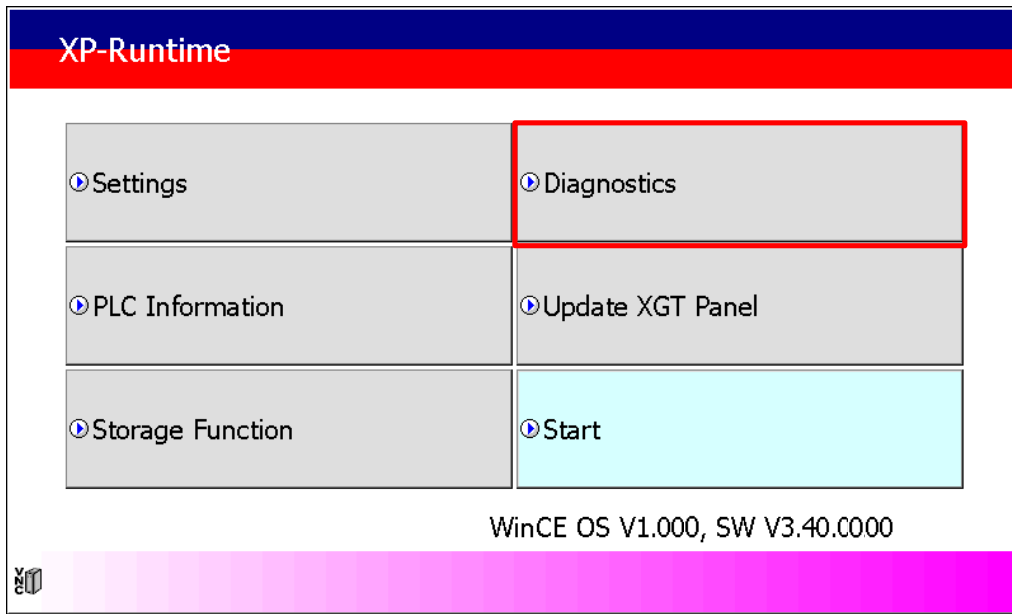 XP-Runtime
Settings
Diagnostics
PLC Information
Update XGT Panel
Storage Function
Start
WinCE OS V1.000, SW V3.40.0000
VNC